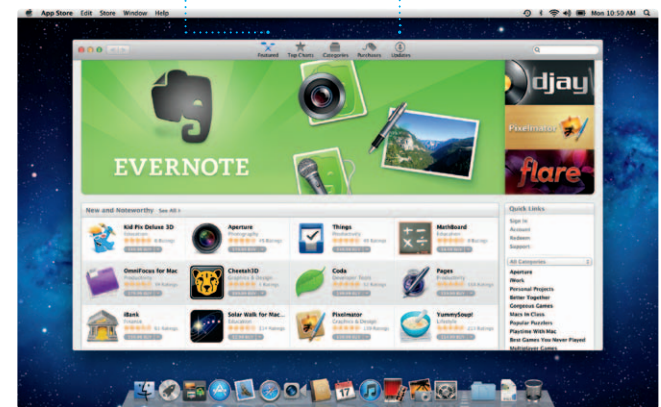 App Store Edit Store Window Help
Mon 10:50 AM
Featured Top Charts Categories Purchases Updates
EVERNOTE
djay
Pixelmator
flare
New and Noteworthy See All >
Quick Links
Kid Pix Deluxe 3D
Education
Aperture
Photography
Things
Productivity
MathBoard
Education
Sign In
Account
Redeem
Support
OmniFocus for Mac
Productivity
Cheetah3D
Graphics & Design
Coda
Developer Tools
Pages
Productivity
All Categories
Aperture
iWork
Personal Projects
Better Together
Gorgeous Games
Macs In Class
Popular Puzzlers
Playtime With Mac
Best Games You Never Played
Multiplayer Games
iBank
Finance
Solar Walk for Mac...
Education
Pixelmator
Graphics & Design
YummySoup!
Lifestyle
17